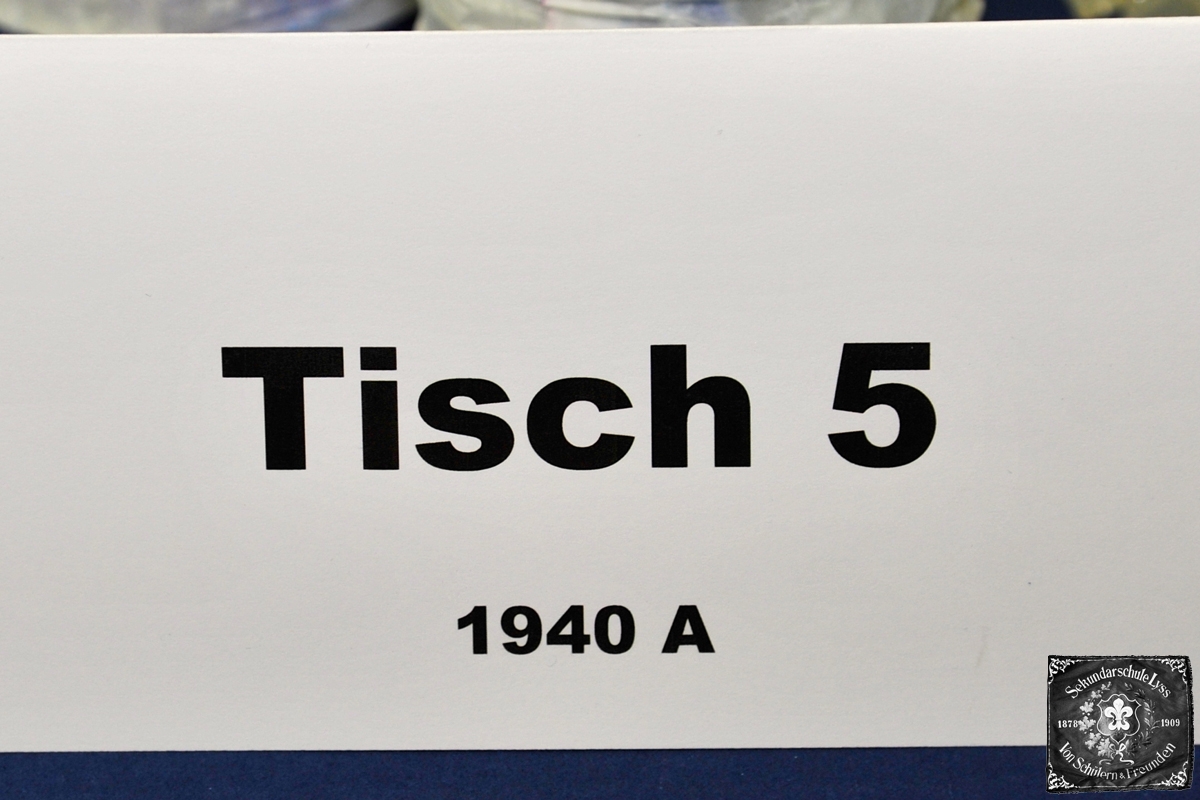 Tisch 5
1940 A
Sekundarschule Lyss
1878 1909
Von Schülern & Freunden